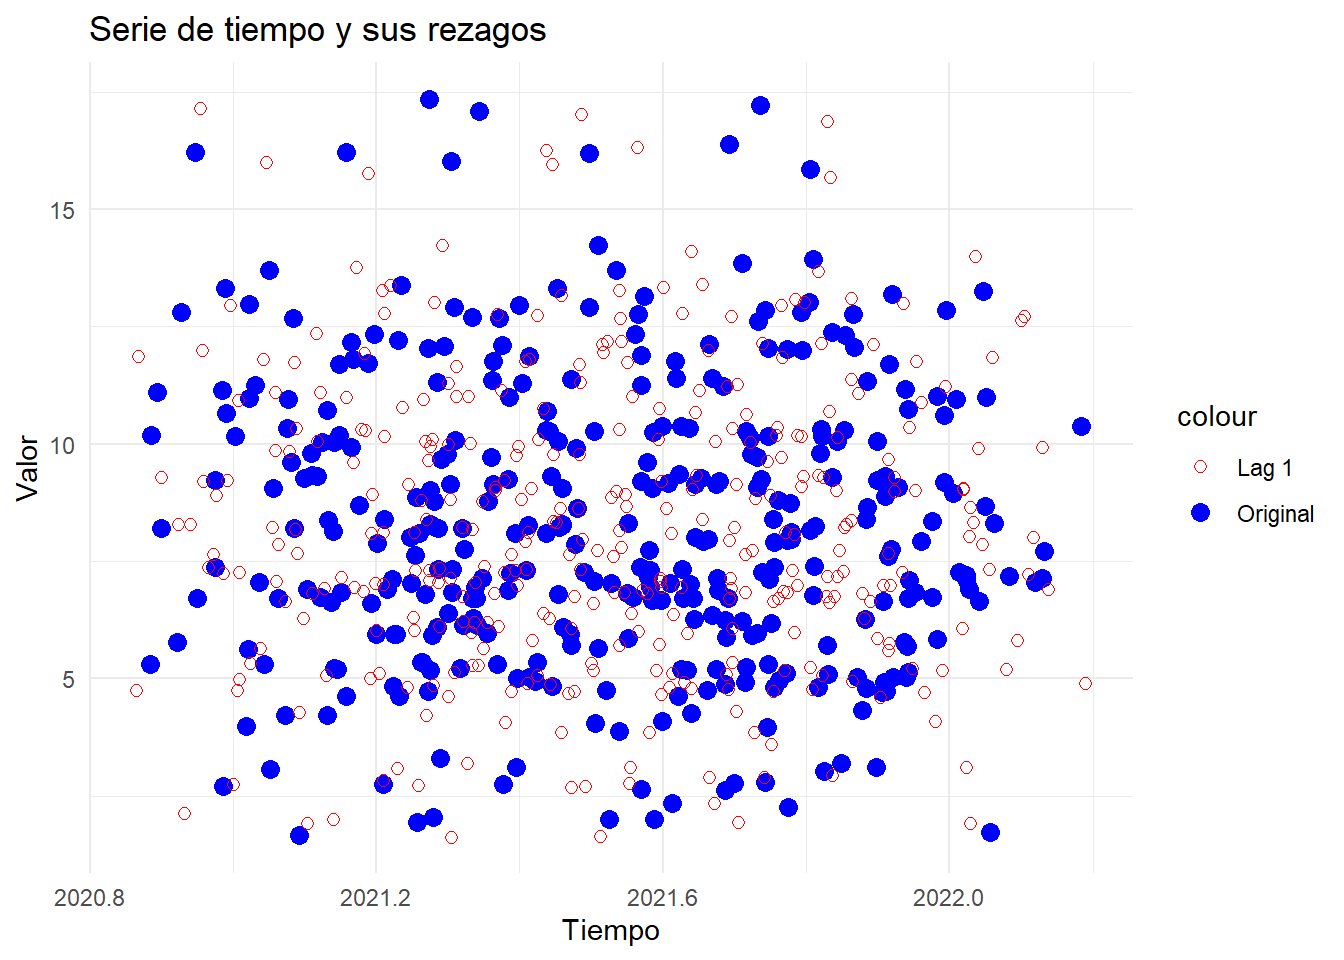 Serie de tiempo y sus rezagos
Valor
15
10
5
2020.8
2021.2
2021.6
2022.0
Tiempo
colour
Lag 1
Original